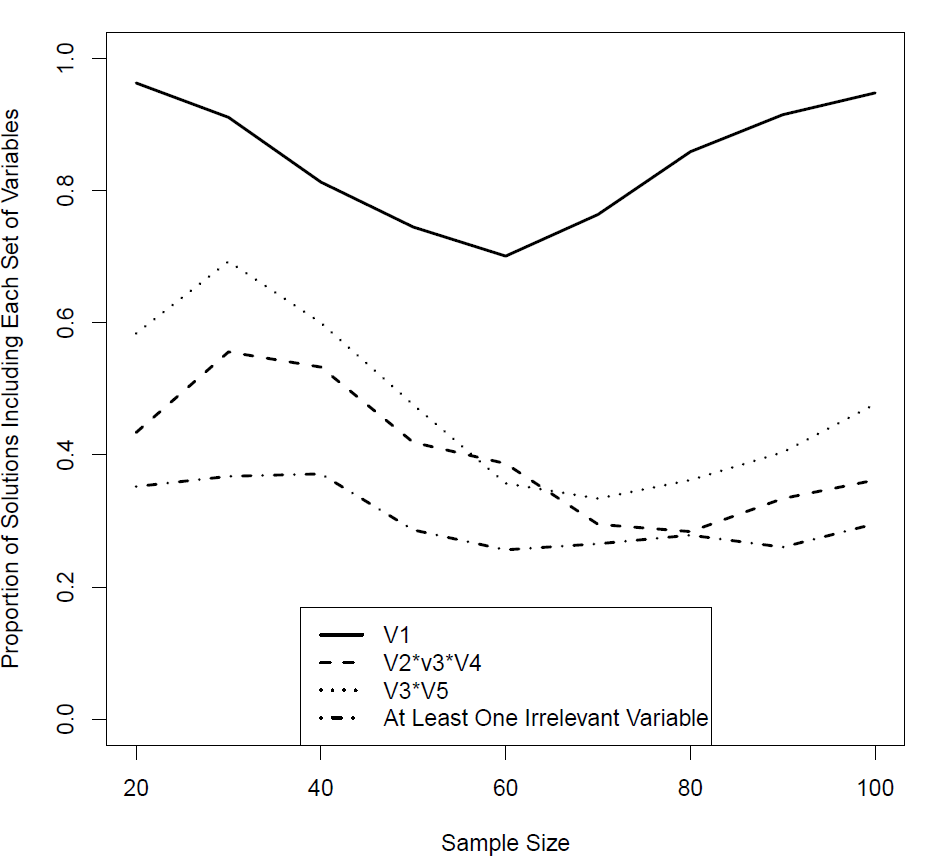 Proportion of Solutions Including Each Set of Variables
1.0
0.8
0.6
0.4
0.2
0.0
V1
V2*v3*V4
V3*V5
At Least One Irrelevant Variable
20 40 60 80 100
Sample Size